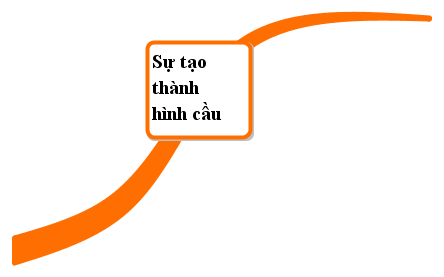 Sự tạo
thành
hình cầu